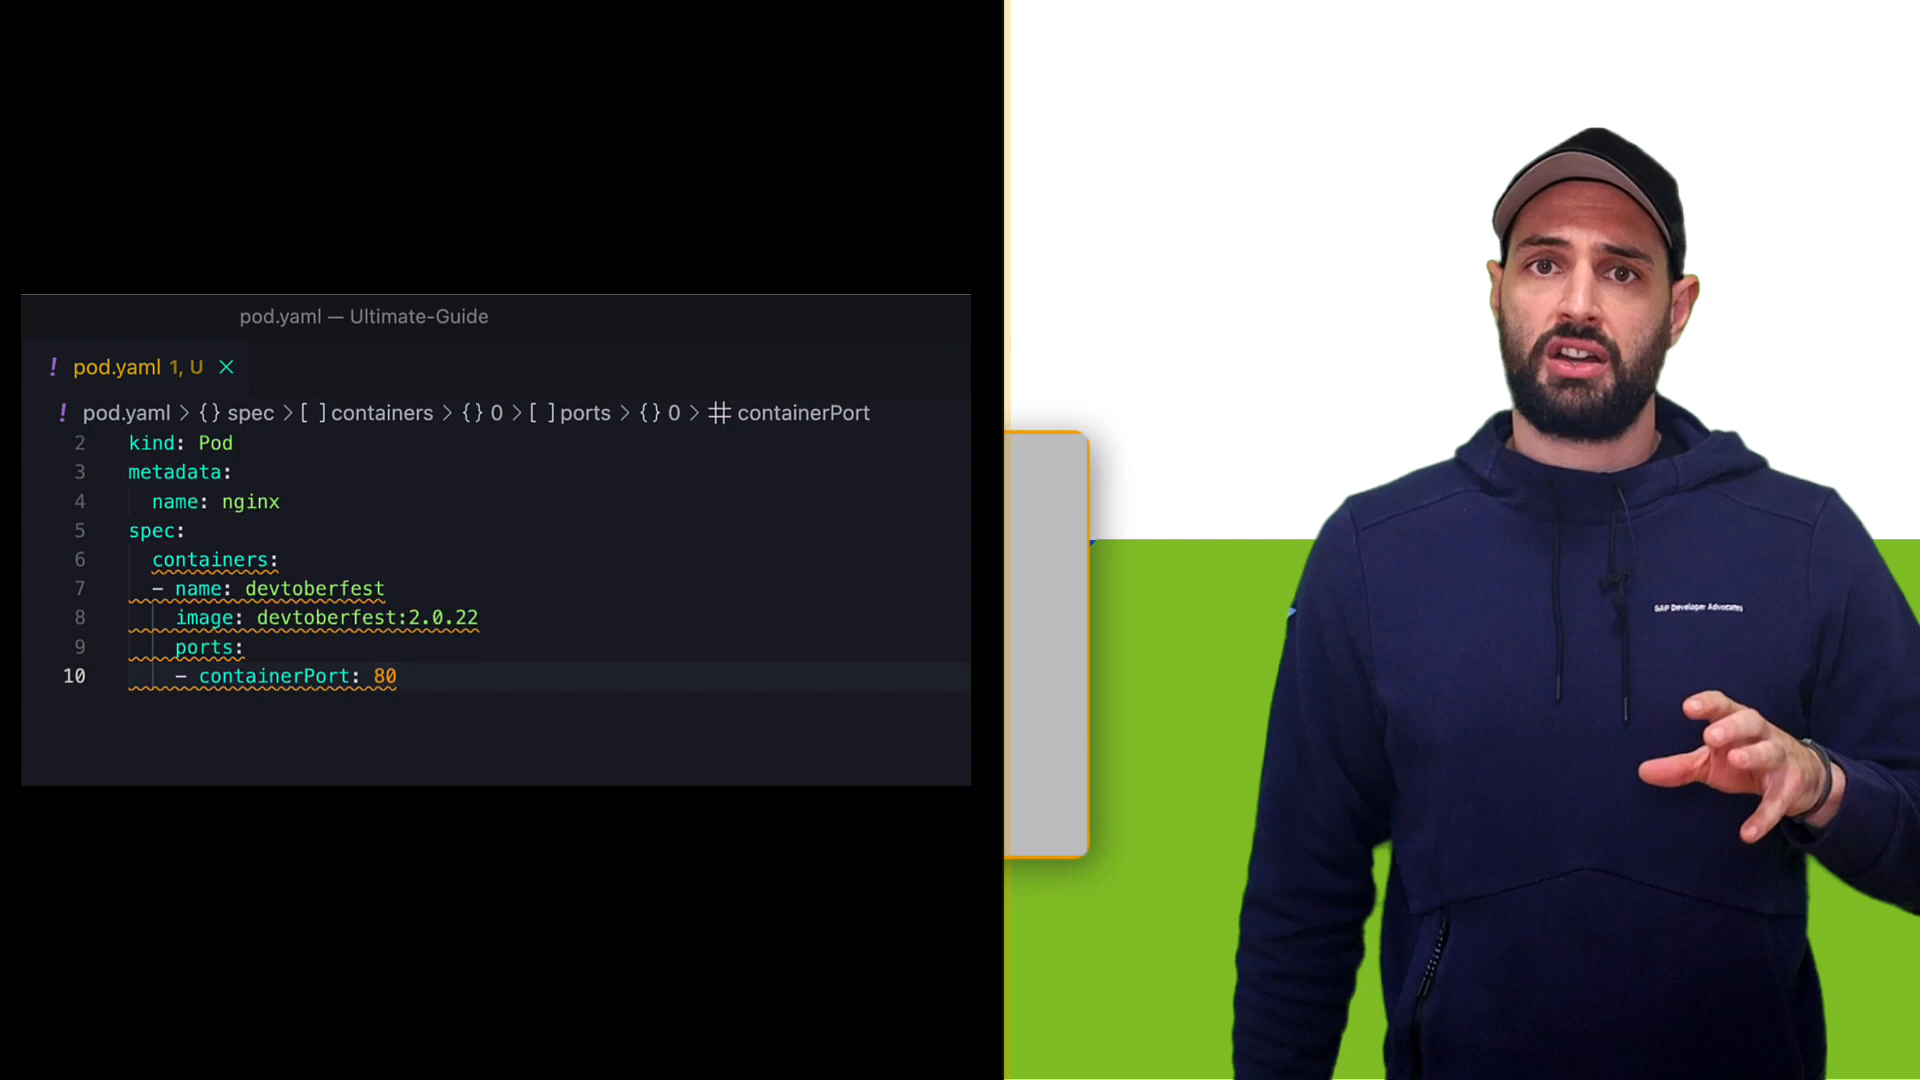 pod.yaml — Ultimate-Guide
! pod.yaml 1, U ×
! pod.yaml > {} spec > [ ] containers > {} 0 > [ ] ports > {} 0 > # containerPort
2 kind: Pod
3 metadata:
4   name: nginx
5 spec:
6   containers:
7   - name: devtoberfest
8     image: devtoberfest:2.0.22
9     ports:
10     - containerPort: 80
SAP Developer Advocates